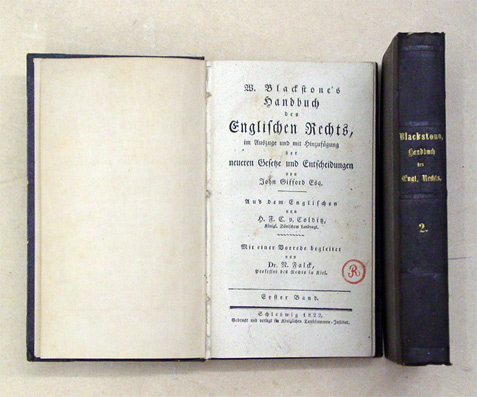 W. Blackstone's
Handbuch
des
Englischen Rechts,
im Auszuge und mit Hinzufügung
der
neueren Gesetze und Entscheidungen
von
John Gifford Esq.
Aus dem Englischen
von
H. F. C. v. Colditz,
Königl. Dänischem Landvogt.
Mit einer Vorrede begleitet
von
Dr. N. Falck,
Professor des Rechts in Kiel.
Erster Band.
Schleswig 1822,
Gedruckt und verlegt im Königlichen Taubstummen-Institut.
R
Blackstone,
Handbuch
des
Engl. Rechts.
2.